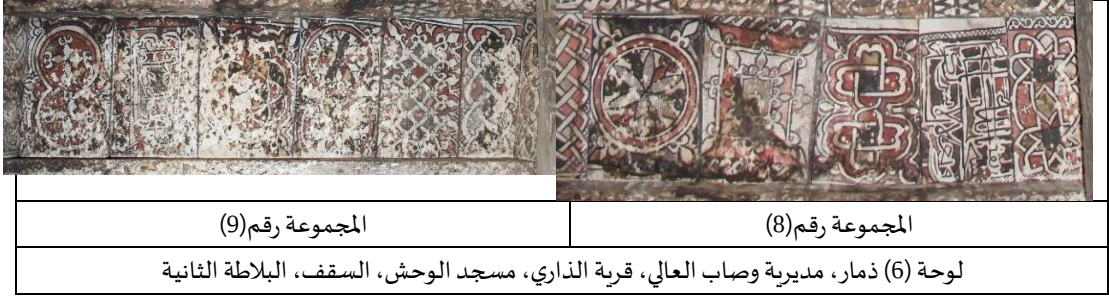 المجموعة رقم(8)
المجموعة رقم(9)
لوحة (6) ذمار، مديرية وصاب العالي، قرية الذاري، مسجد الوحش، السقف، البلاطة الثانية